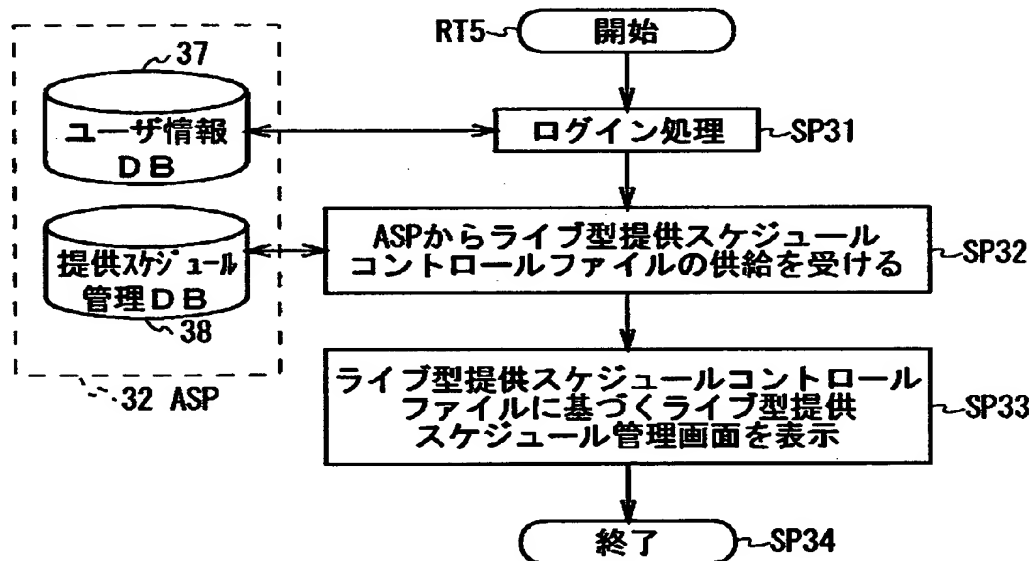 RT5
開始
37
ユーザ情報
DB
ログイン処理
SP31
提供スケジュール
管理DB
38
ASPからライブ型提供スケジュール
コントロールファイルの供給を受ける
SP32
32 ASP
ライブ型提供スケジュールコントロール
ファイルに基づくライブ型提供
スケジュール管理画面を表示
SP33
終了
SP34